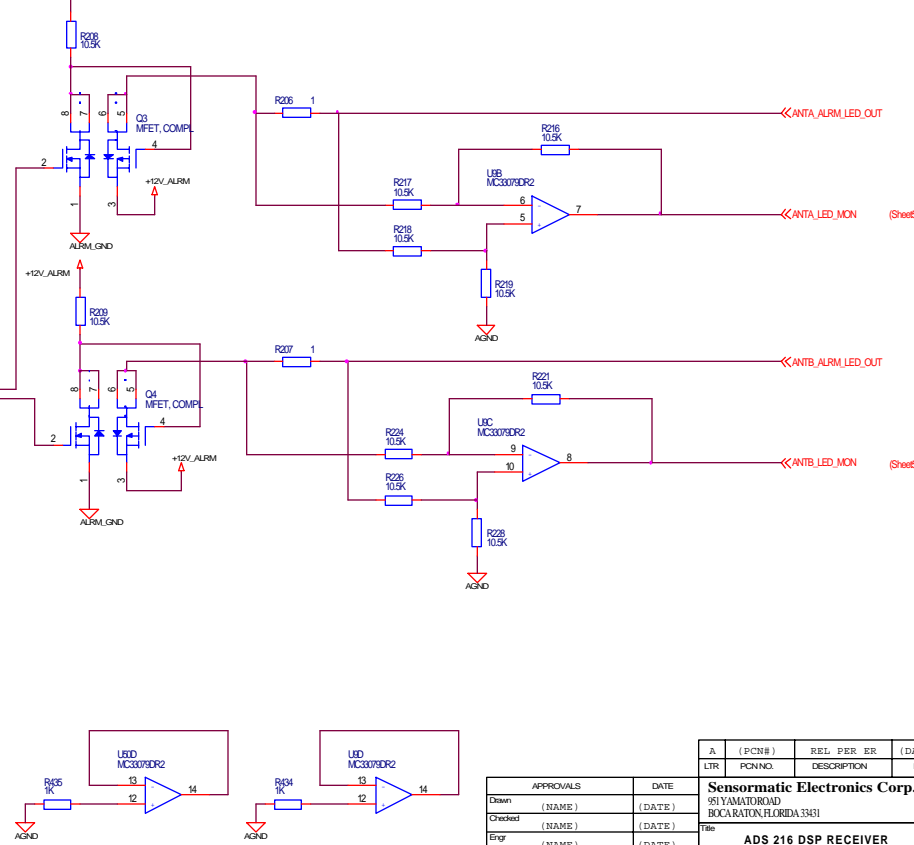 R208
10.5K
8
7
6
5
Q3
MFET, COMPL
4
2
+12V_ALRM
1
3
ALRM_GND
R206 1
ANTA_ALRM_LED_OUT
R216
10.5K
U9B
MC33079DR2
R217
10.5K
6
-
5
+
7
ANTA_LED_MON
R218
10.5K
R219
10.5K
AGND
+12V_ALRM
R209
10.5K
8
7
6
5
Q4
MFET, COMPL
4
2
+12V_ALRM
1
3
ALRM_GND
R207 1
ANTB_ALRM_LED_OUT
R221
10.5K
U9C
MC33079DR2
R224
10.5K
9
-
10
+
8
ANTB_LED_MON
R226
10.5K
R228
10.5K
AGND
U50D
MC33079DR2
R435
1K
13
-
12
+
14
AGND
U9D
MC33079DR2
R434
1K
13
-
12
+
14
AGND
A (PCN#) REL PER ER
LTR PCN NO. DESCRIPTION
APPROVALS DATE
Drawn (NAME) (DATE)
Checked (NAME) (DATE)
Engr (NAME) (DATE)
Sensormatic Electronics Corp.
951 YAMATO ROAD
BOCA RATON, FLORIDA 33431
Title
ADS 216 DSP RECEIVER